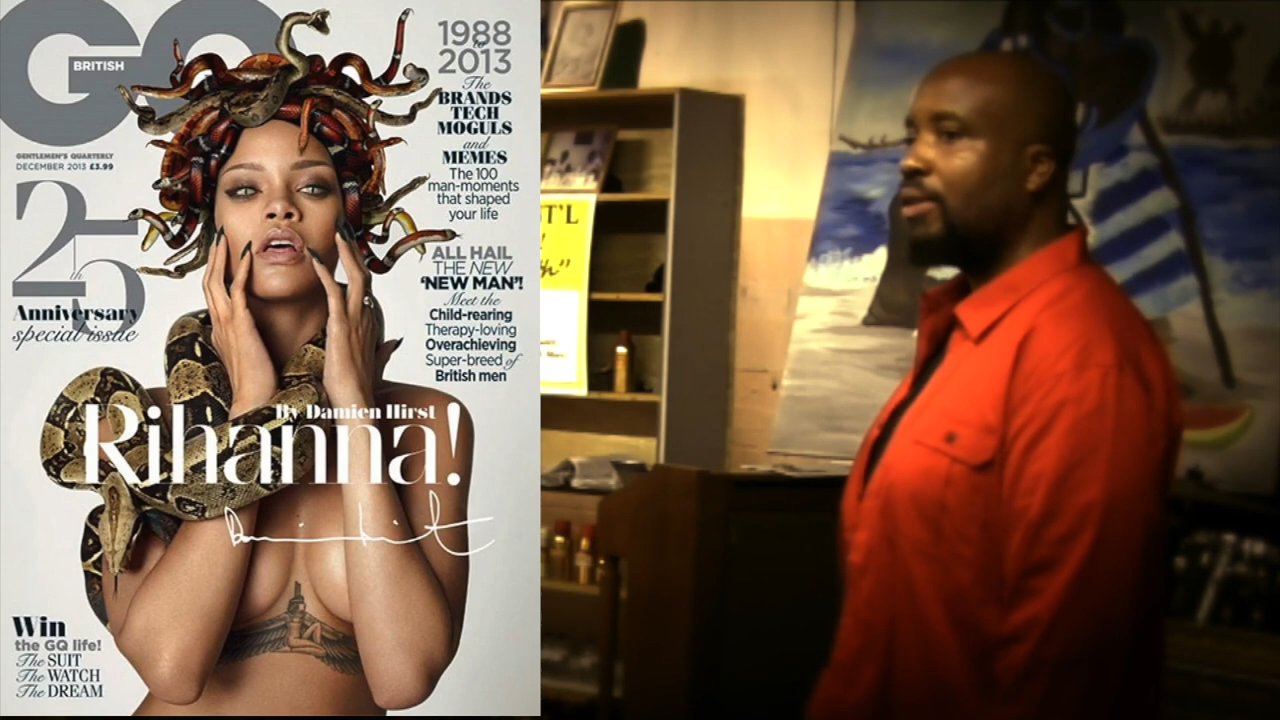 GQ
BRITISH
GENTLEMEN'S QUARTERLY
DECEMBER 2013 £3.99
25th
Anniversary
special issue
1988
to
2013
The
BRANDS
TECH
MOGULS
and
MEMES
The 100
man-moments
that shaped
your life
ALL HAIL
THE NEW
'NEW MAN'!
Meet the
Child-rearing
Therapy-loving
Overachieving
Super-breed of
British men
By Damien Hirst
Rihanna!
Win
the GQ life!
The SUIT
The WATCH
The DREAM
T'L
!
h"